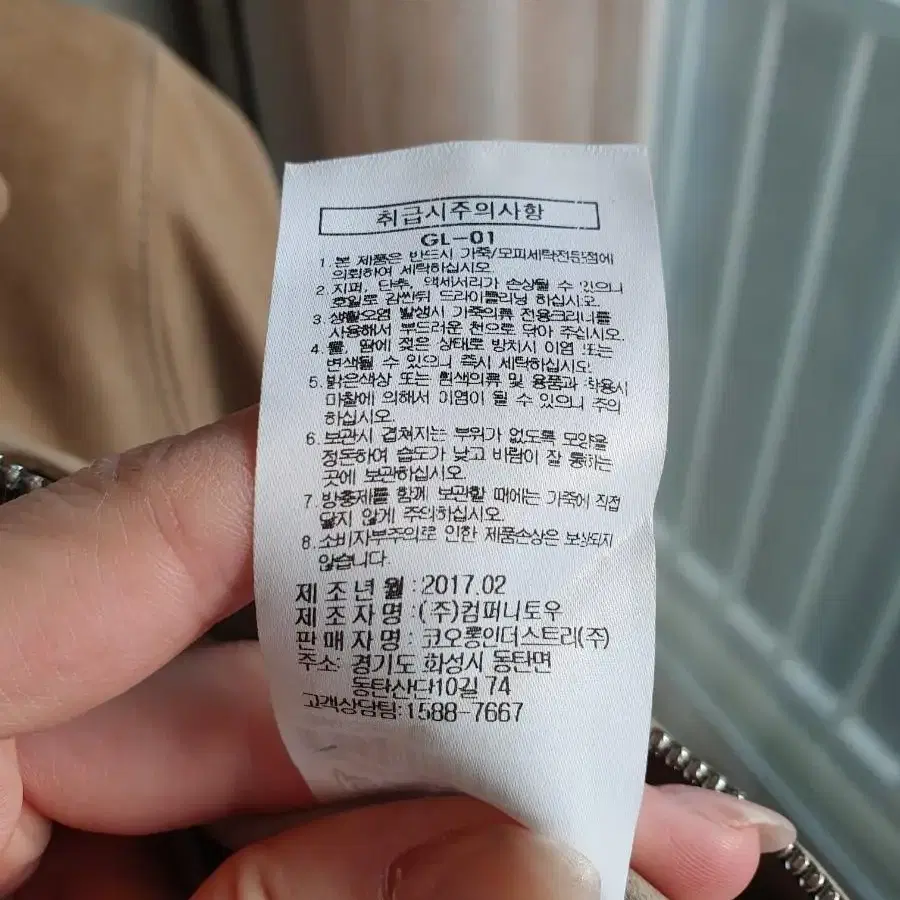 취급시주의사항
GL-01
1. 본 제품은 반드시 가죽/모피세탁전문점에
의뢰하여 세탁하십시오.
2. 지퍼, 단추, 액세서리가 손상될 수 있으니
호일로 감싼뒤 드라이클리닝 하십시오.
3. 생활오염 발생시 가죽의류 전용크리너를
사용해서 부드러운 천으로 닦아 주십시오.
4. 물, 땀에 젖은 상태로 방치시 이염 또는
변색될 수 있으니 즉시 세탁하십시오.
5. 밝은색상 또는 흰색의류 및 용품과 착용시
마찰에 의해서 이염이 될 수 있으니 주의
하십시오.
6. 보관시 겹쳐지는 부위가 없도록 모양을
정돈하여 습도가 낮고 바람이 잘 통하는
곳에 보관하십시오.
7. 방충제를 함께 보관할 때에는 가죽에 직접
닿지 않게 주의하십시오.
8. 소비자부주의로 인한 제품손상은 보상되지
않습니다.
제조년월:2017.02
제조자명:(주)컴퍼니토우
판매자명:코오롱인더스트리(주)
주소: 경기도 화성시 동탄면
동탄산단10길 74
고객상담팀:1588-7667